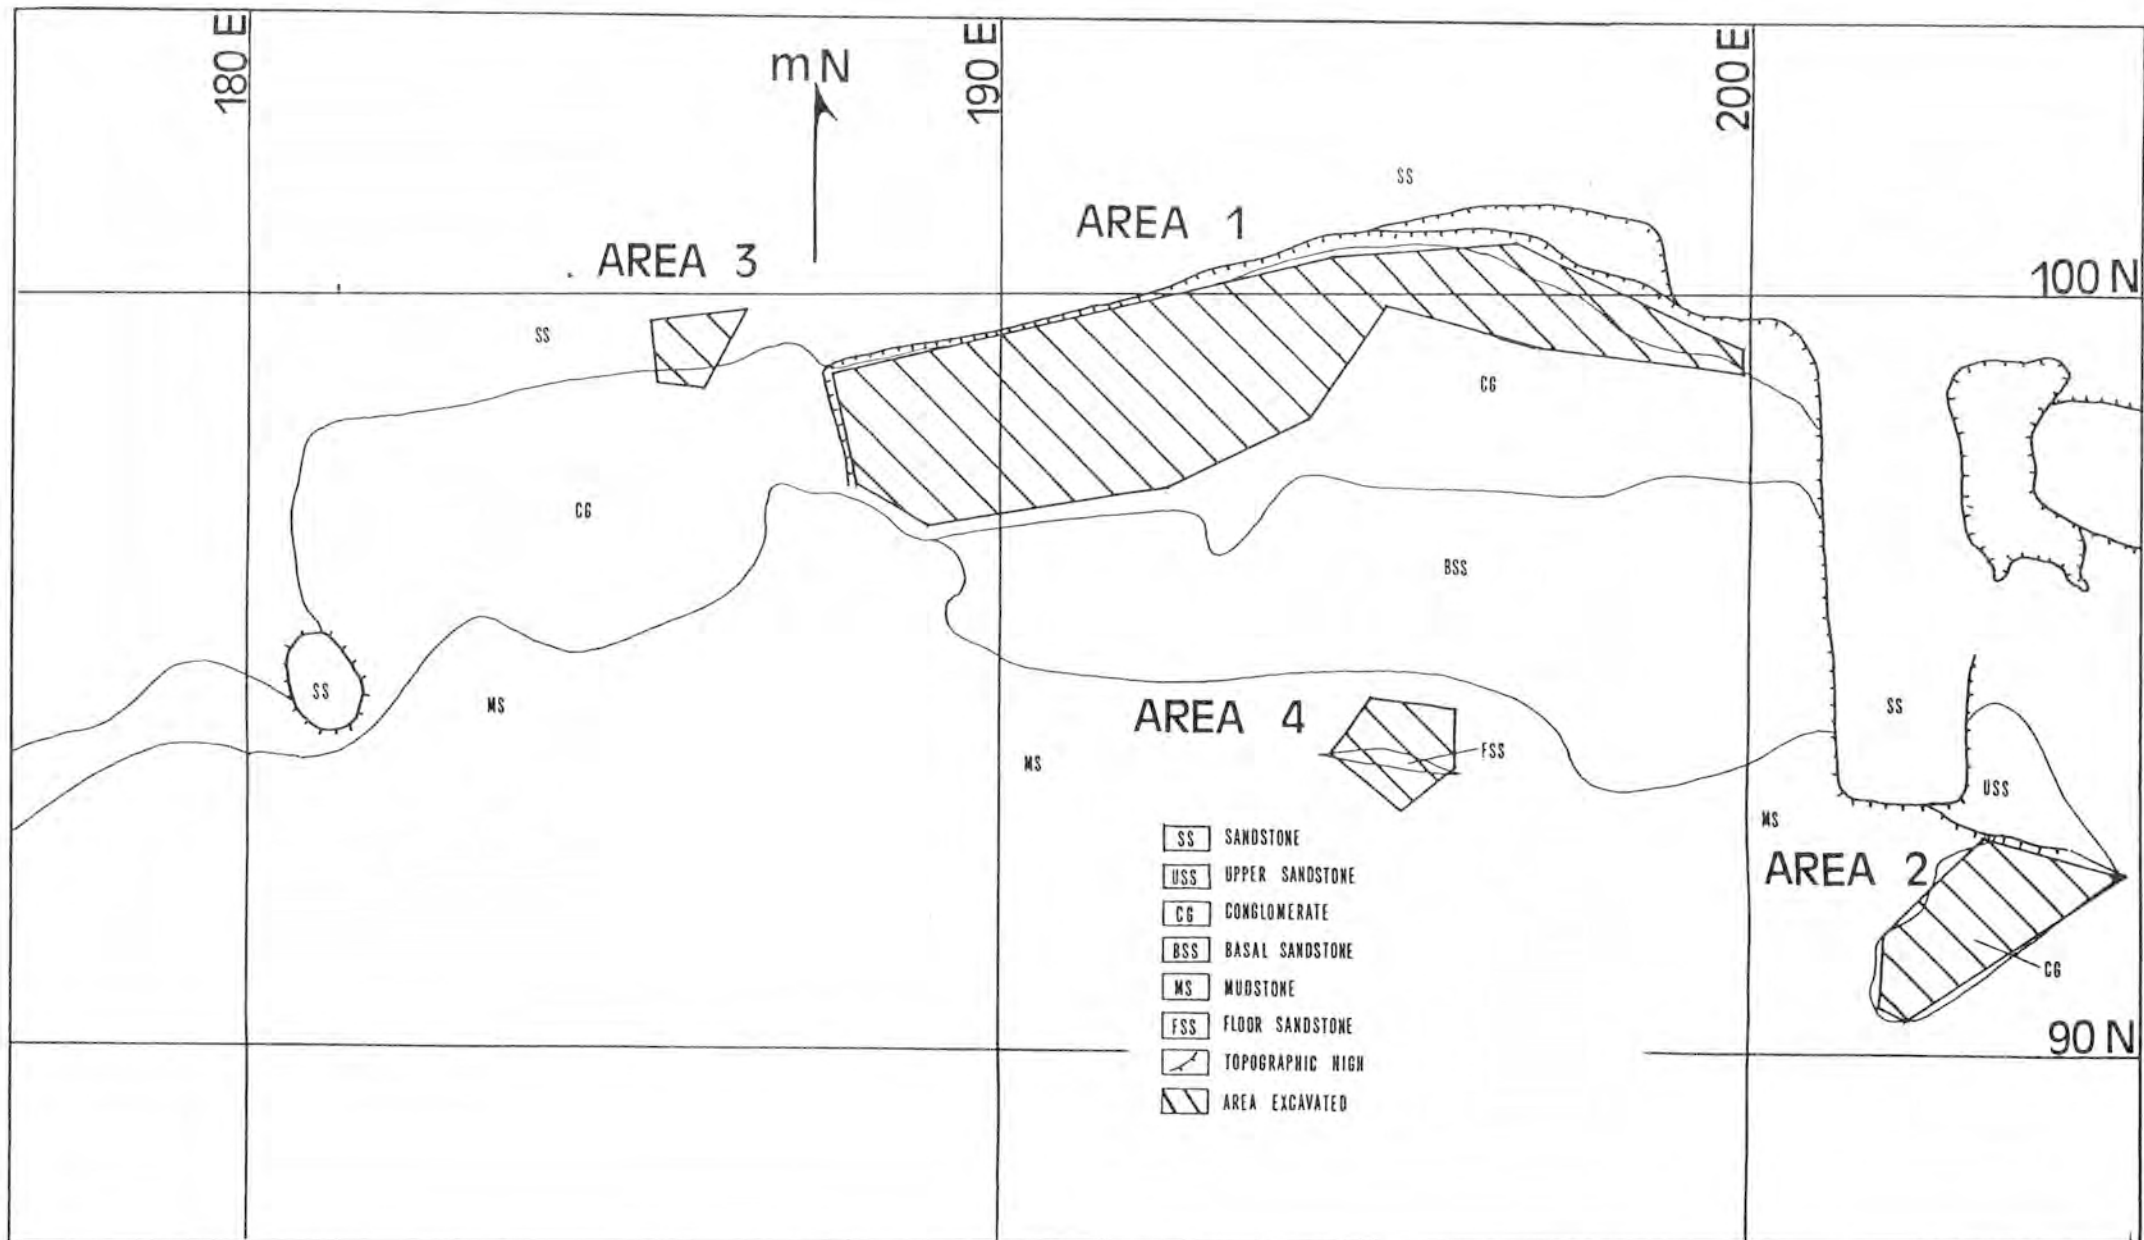 180 E
190 E
200 E
mN
SS
AREA 1
AREA 3
100 N
SS
CG
CG
BSS
SS
MS
SS
AREA 4
FSS
MS
USS
MS
AREA 2
CG
90 N
SS SANDSTONE
USS UPPER SANDSTONE
CG CONGLOMERATE
BSS BASAL SANDSTONE
MS MUDSTONE
FSS FLOOR SANDSTONE
TOPOGRAPHIC HIGH
AREA EXCAVATED